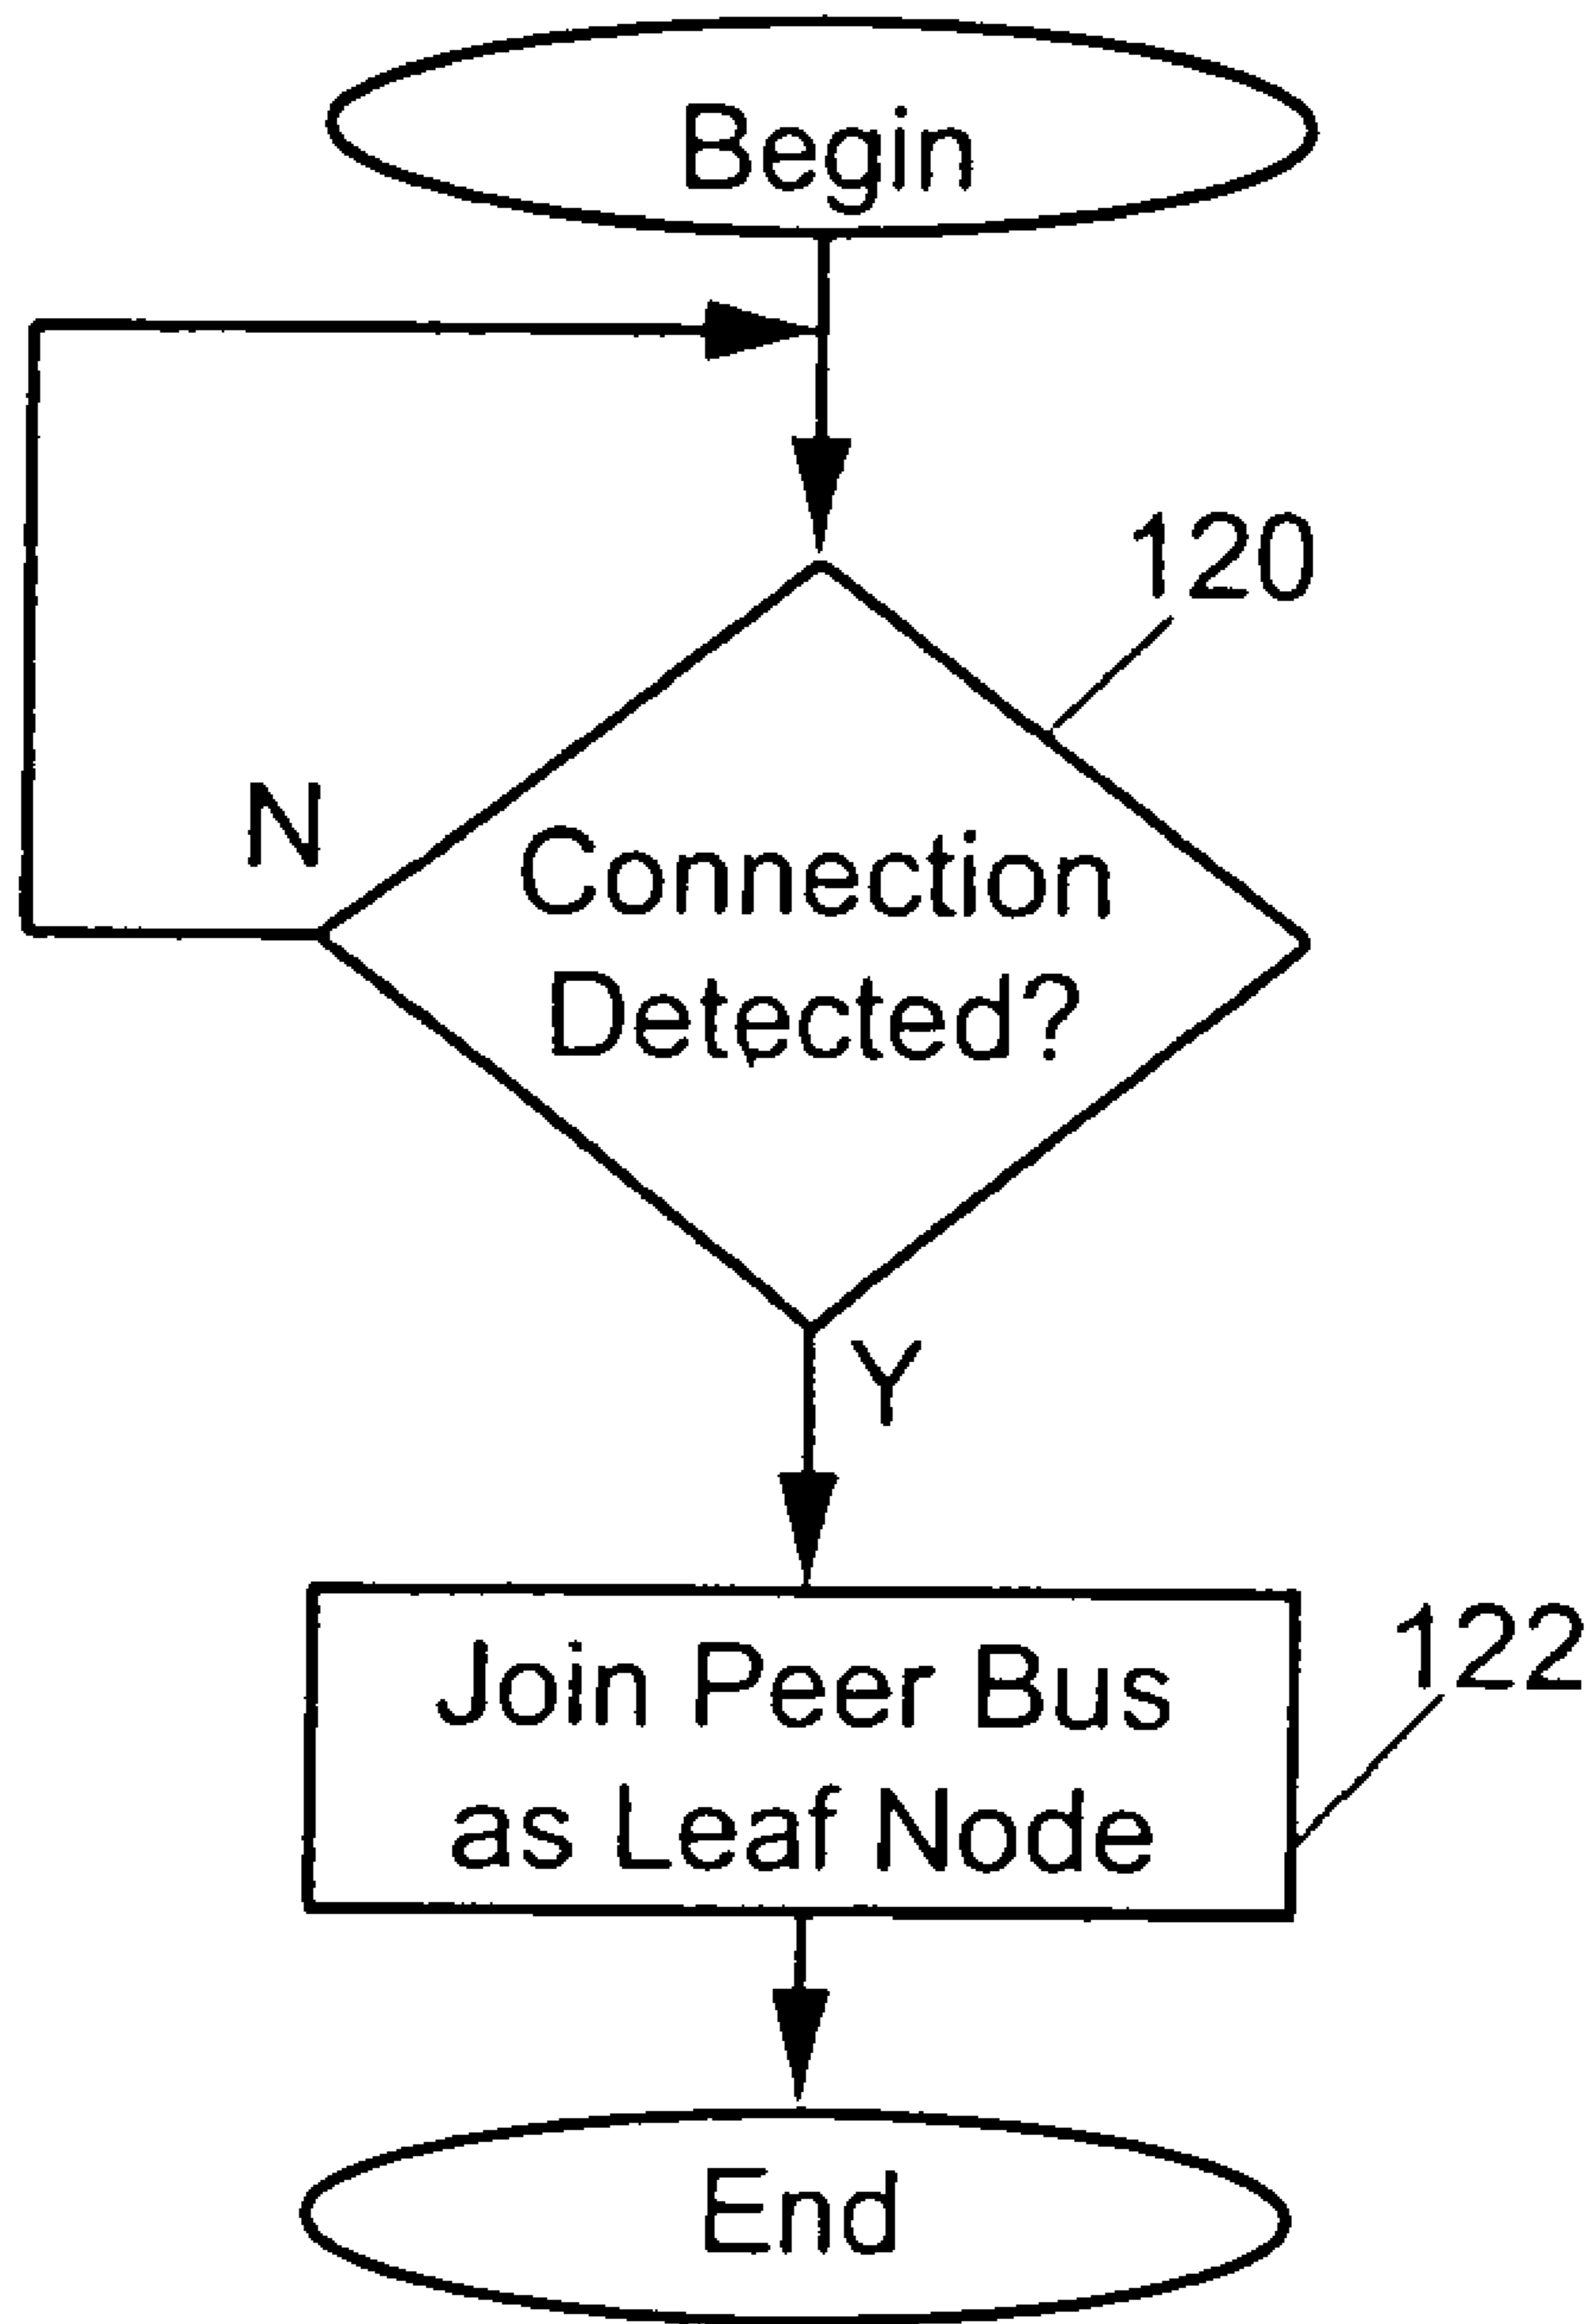 Begin
120
N
Connection
Detected?
Y
Join Peer Bus
as Leaf Node
122
End